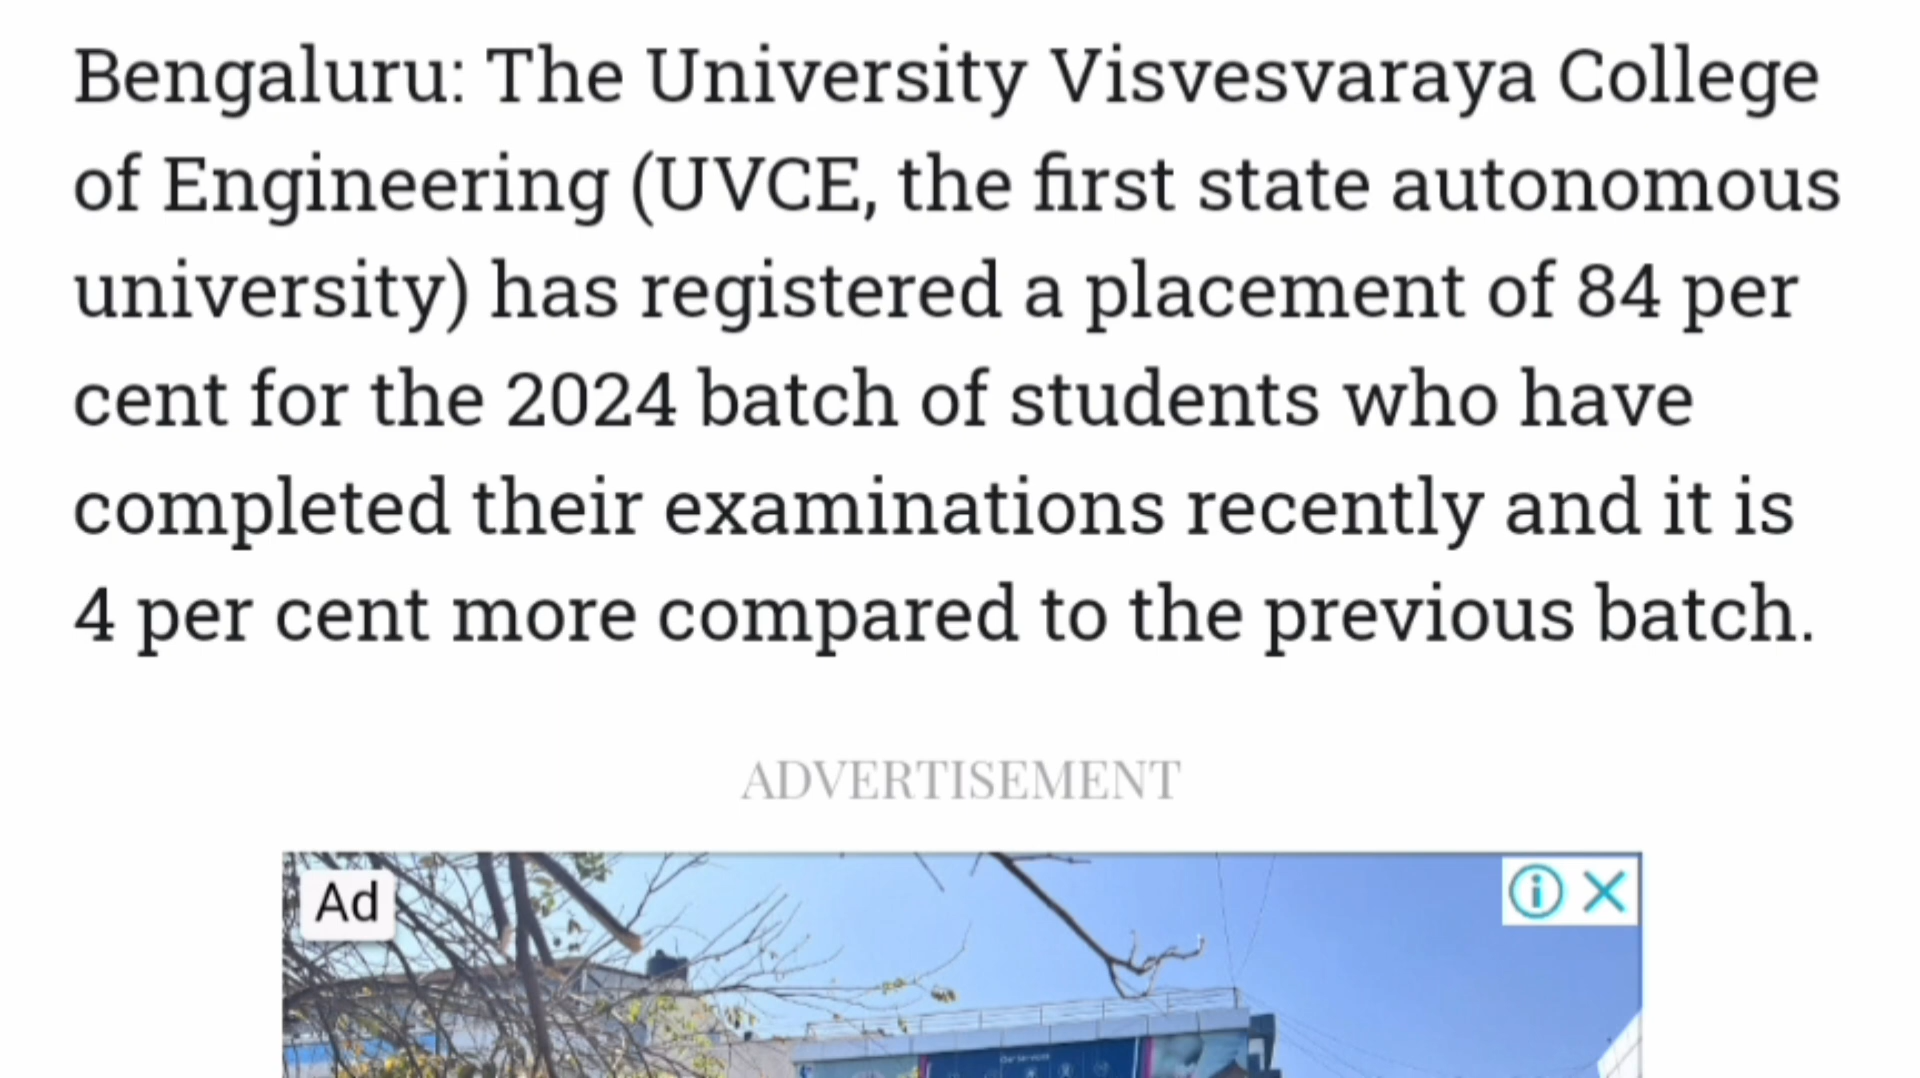 Bengaluru: The University Visvesvaraya College
of Engineering (UVCE, the first state autonomous
university) has registered a placement of 84 per
cent for the 2024 batch of students who have
completed their examinations recently and it is
4 per cent more compared to the previous batch.
ADVERTISEMENT
Ad
Our Services